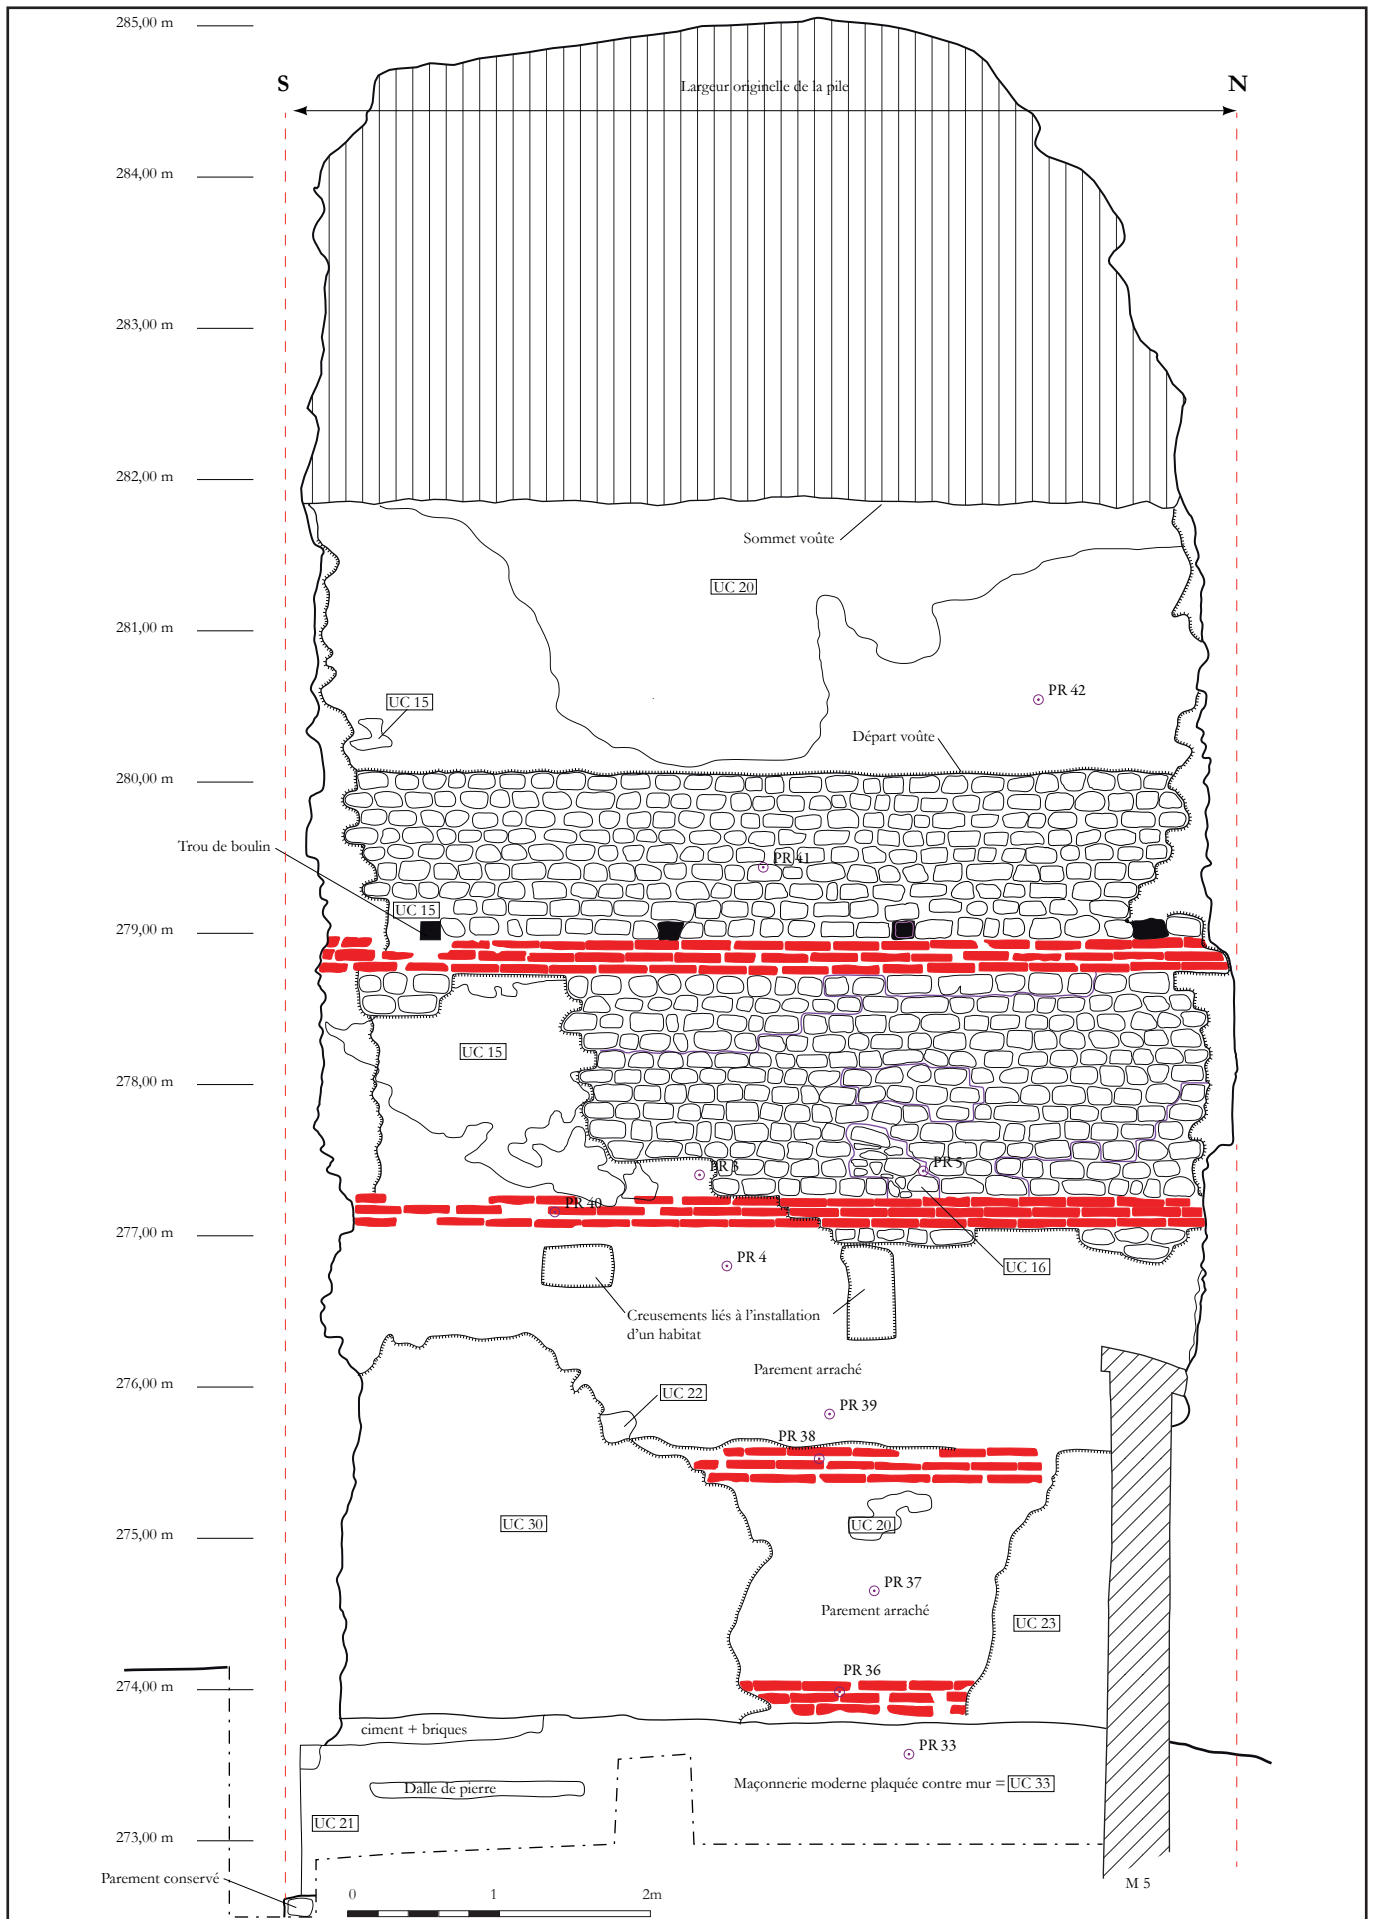 285,00 m
S
N
Largeur originelle de la pile
284,00 m
283,00 m
282,00 m
Sommet voûte
UC 20
281,00 m
PR 42
UC 15
Départ voûte
280,00 m
Trou de boulin
PR 41
UC 15
279,00 m
UC 15
278,00 m
PR 3
PR 5
PR 40
277,00 m
PR 4
UC 16
Creusements liés à l'installation
d'un habitat
Parement arraché
276,00 m
UC 22
PR 39
PR 38
UC 30
UC 20
275,00 m
PR 37
Parement arraché
UC 23
PR 36
274,00 m
ciment + briques
PR 33
Dalle de pierre
Maçonnerie moderne plaquée contre mur = UC 33
UC 21
273,00 m
Parement conservé
M 5
0 1 2m